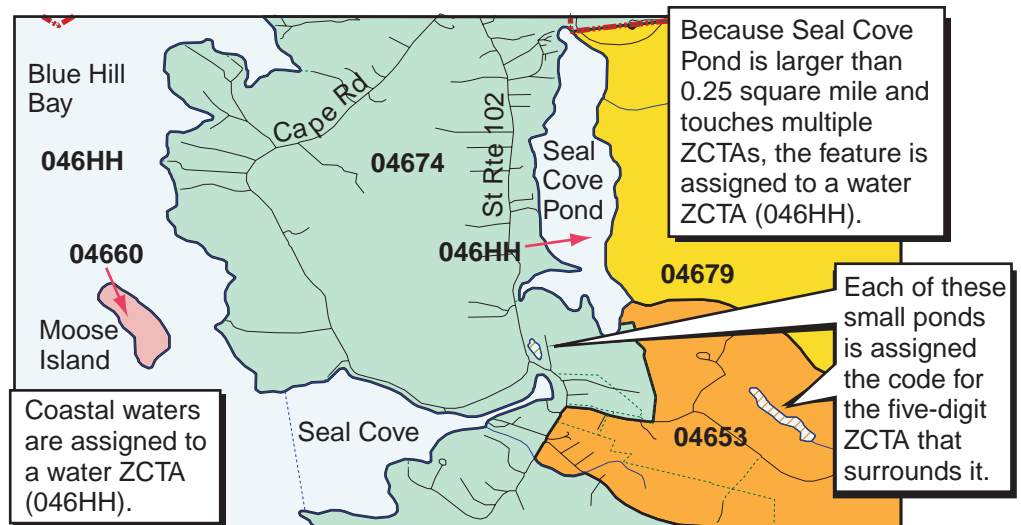 Blue Hill
Bay
046HH
04660
Moose
Island
Coastal waters
are assigned to
a water ZCTA
(046HH).
Cape Rd
04674
St Rte 102
046HH
Seal
Cove
Pond
Seal Cove
Because Seal Cove
Pond is larger than
0.25 square mile and
touches multiple
ZCTAs, the feature is
assigned to a water
ZCTA (046HH).
04679
04653
Each of these
small ponds
is assigned
the code for
the five-digit
ZCTA that
surrounds it.